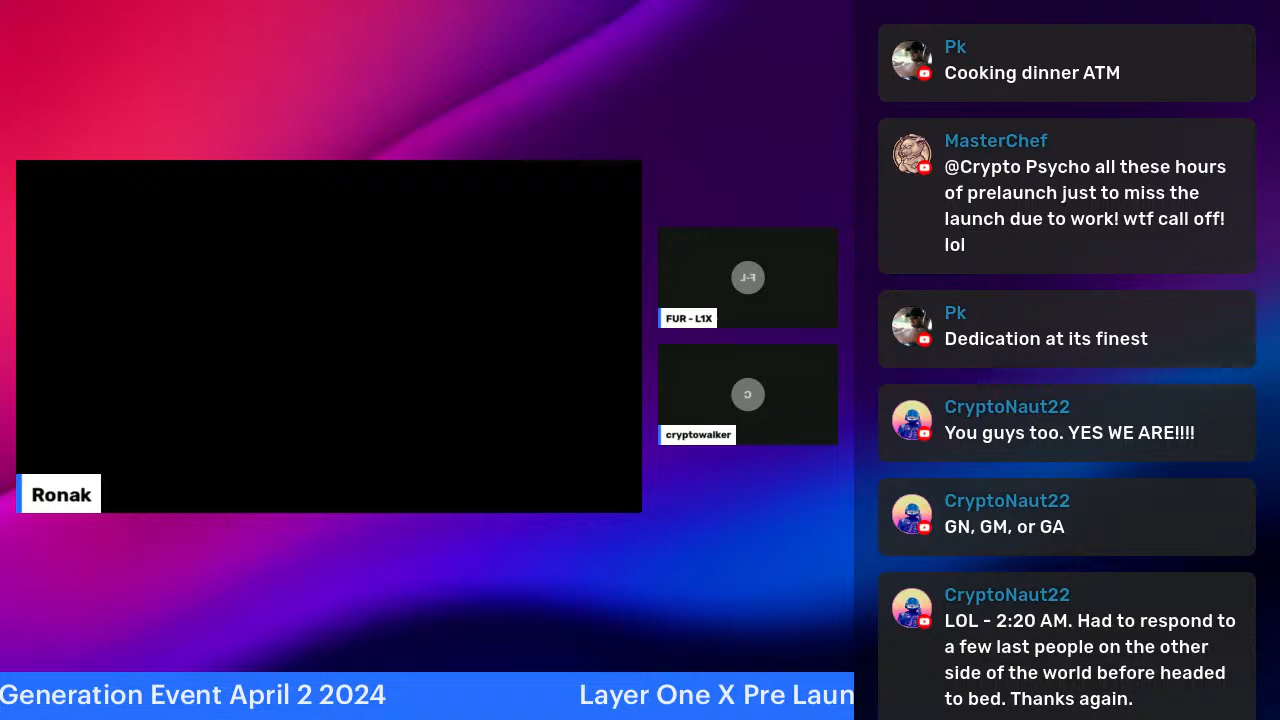 Ronak
F-L
FUR - L1X
C
cryptowalker
Generation Event April 2 2024
Layer One X Pre Laun
Pk
Cooking dinner ATM
MasterChef
@Crypto Psycho all these hours
of prelaunch just to miss the
launch due to work! wtf call off!
lol
Pk
Dedication at its finest
CryptoNaut22
You guys too. YES WE ARE!!!!
CryptoNaut22
GN, GM, or GA
CryptoNaut22
LOL - 2:20 AM. Had to respond to
a few last people on the other
side of the world before headed
to bed. Thanks again.